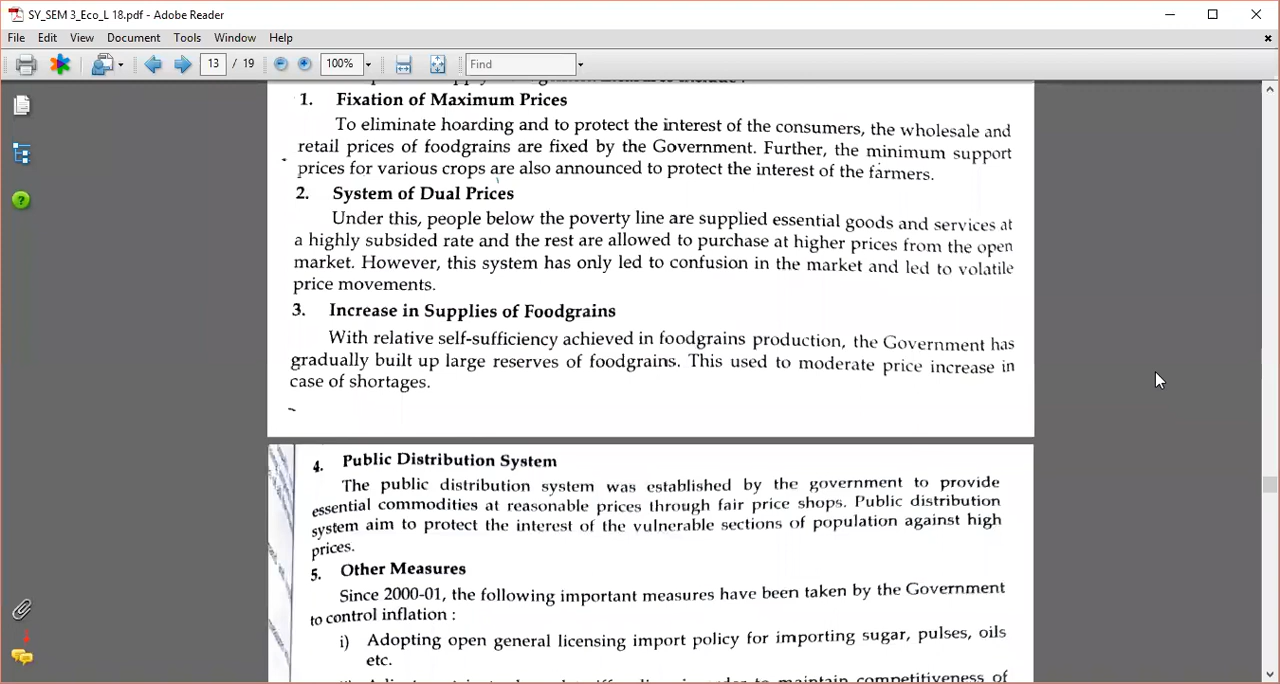 SY_SEM 3_Eco_L 18.pdf - Adobe Reader
File Edit View Document Tools Window Help
13 / 19 100% Find
1. Fixation of Maximum Prices
To eliminate hoarding and to protect the interest of the consumers, the wholesale and
retail prices of foodgrains are fixed by the Government. Further, the minimum support
prices for various crops are also announced to protect the interest of the farmers.
2. System of Dual Prices
Under this, people below the poverty line are supplied essential goods and services at
a highly subsided rate and the rest are allowed to purchase at higher prices from the open
market. However, this system has only led to confusion in the market and led to volatile
price movements.
3. Increase in Supplies of Foodgrains
With relative self-sufficiency achieved in foodgrains production, the Government has
gradually built up large reserves of foodgrains. This used to moderate price increase in
case of shortages.
4. Public Distribution System
The public distribution system was established by the government to provide
essential commodities at reasonable prices through fair price shops. Public distribution
system aim to protect the interest of the vulnerable sections of population against high
prices.
5. Other Measures
Since 2000-01, the following important measures have been taken by the Government
to control inflation :
i) Adopting open general licensing import policy for importing sugar, pulses, oils
etc.
to maintain competitiveness of